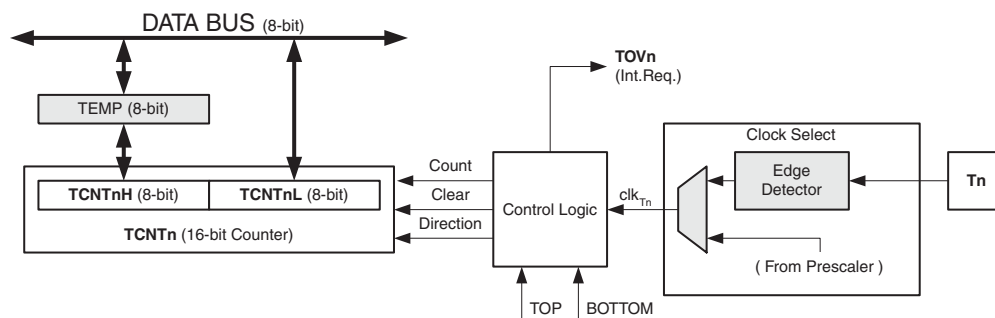 DATA BUS (8-bit)
TEMP (8-bit)
TCNTnH (8-bit)
TCNTnL (8-bit)
TCNTn (16-bit Counter)
Count
Clear
Direction
TOVn
(Int.Req.)
Control Logic
TOP
BOTTOM
clkTn
Clock Select
Edge
Detector
( From Prescaler )
Tn